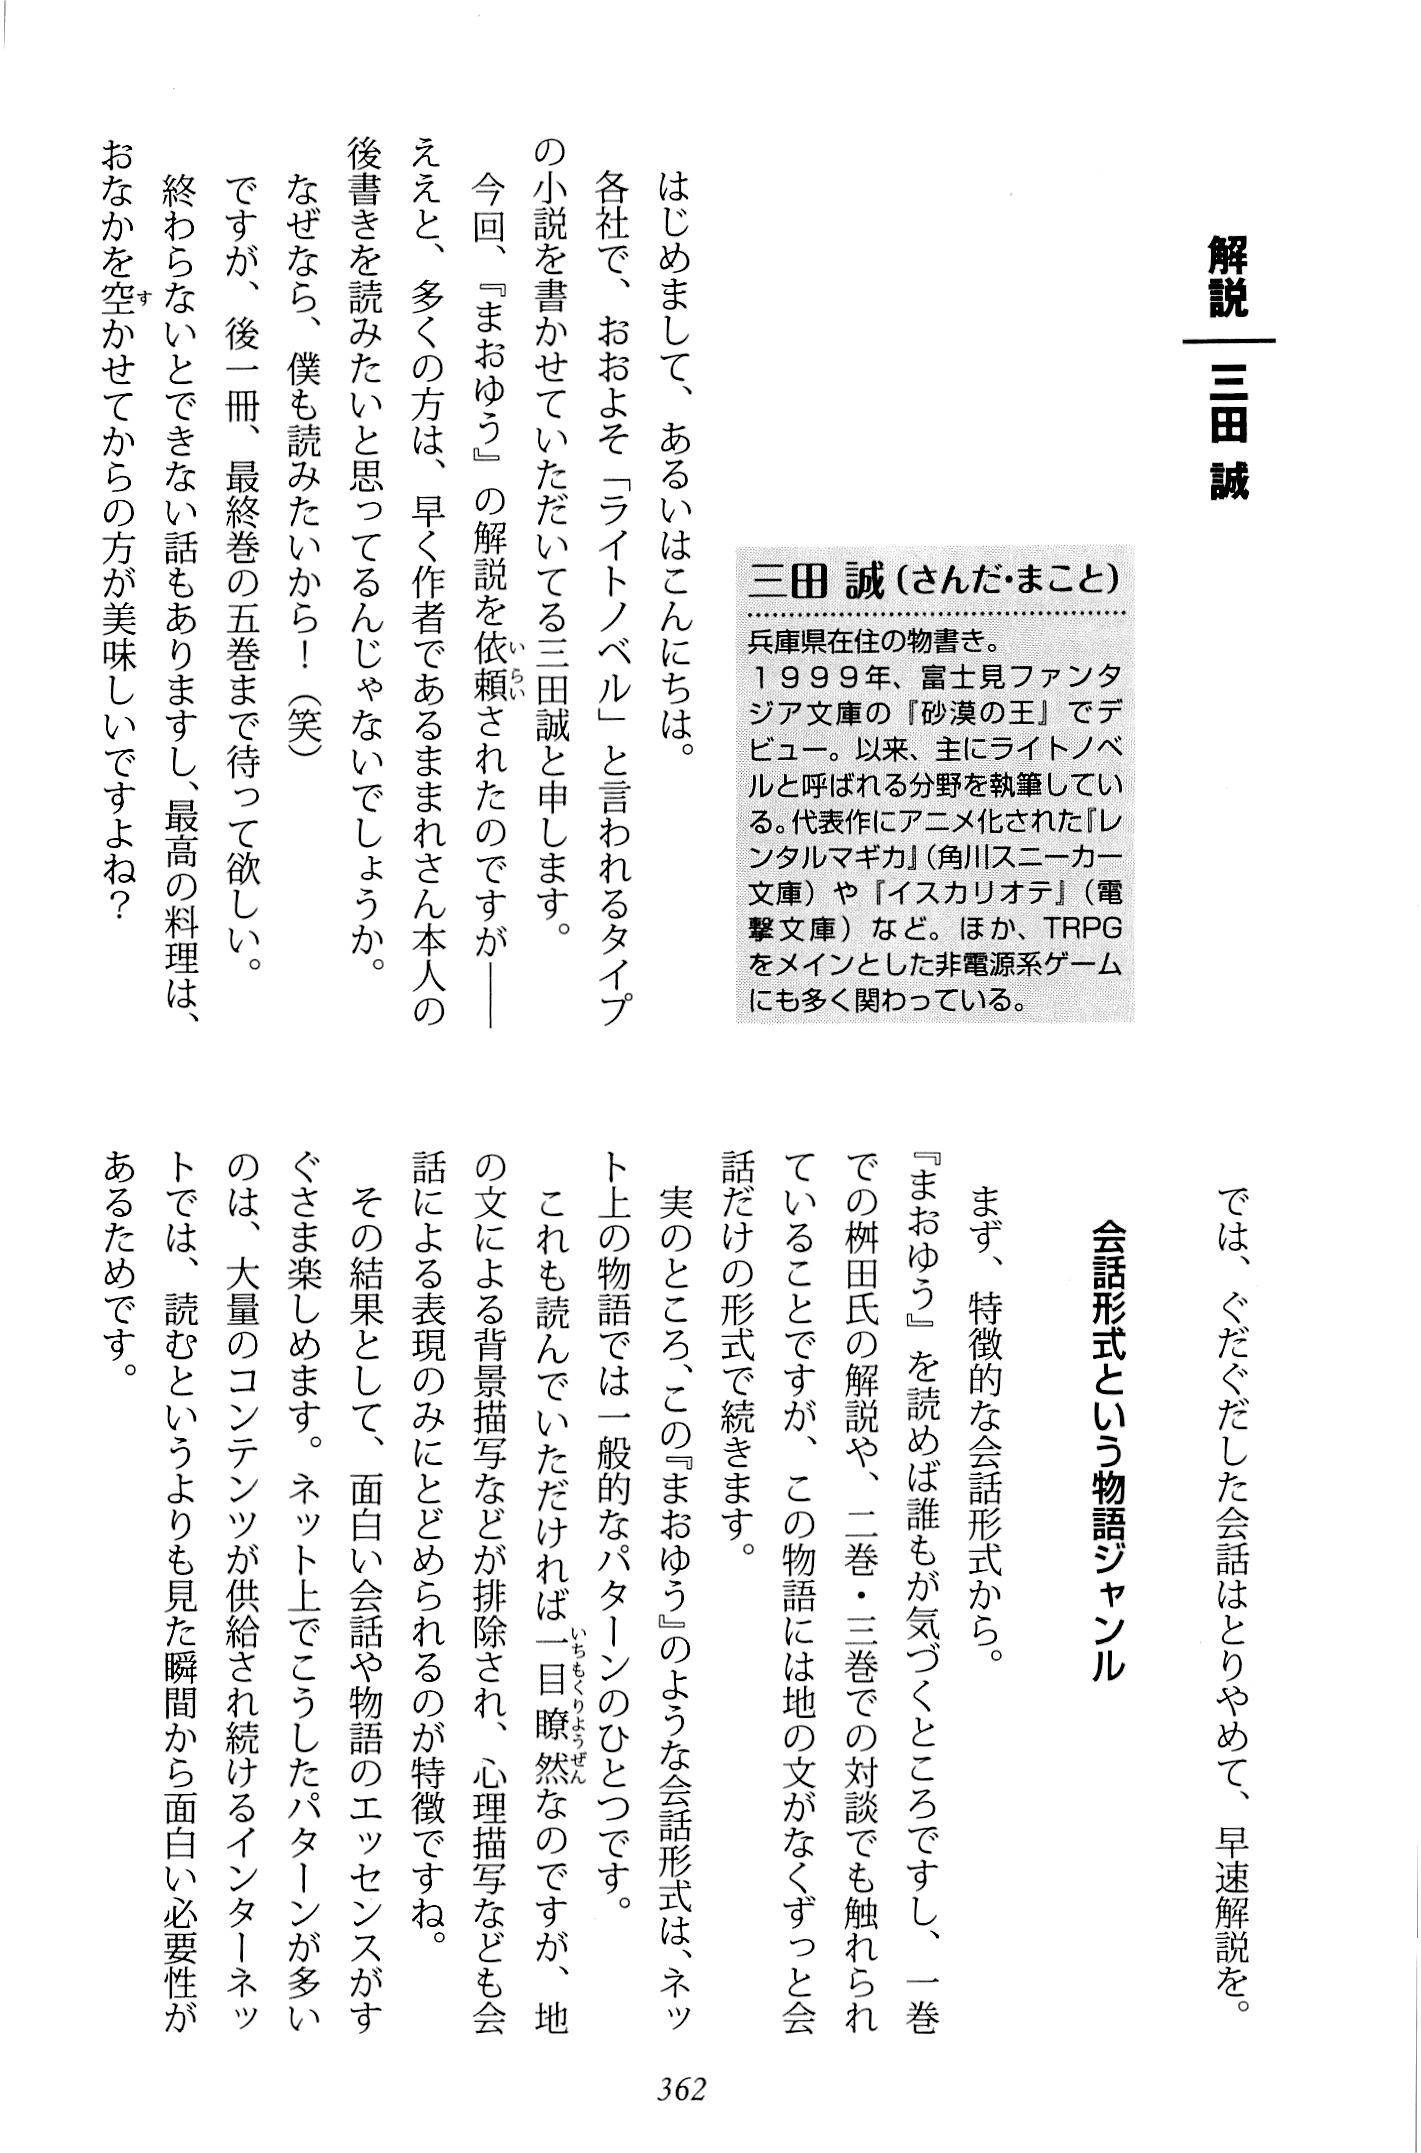 解説 三田 誠
三田 誠（さんだ・まこと）
兵庫県在住の物書き。
１９９９年、富士見ファンタ
ジア文庫の『砂漠の王』でデ
ビュー。以来、主にライトノベ
ルと呼ばれる分野を執筆してい
る。代表作にアニメ化された『レ
ンタルマギカ』（角川スニーカー
文庫）や『イスカリオテ』（電
撃文庫）など。ほか、TRPG
をメインとした非電源系ゲーム
にも多く関わっている。
はじめまして、あるいはこんにちは。
各社で、おおよそ「ライトノベル」と言われるタイプ
の小説を書かせていただいてる三田誠と申します。
今回、『まおゆう』の解説を依頼されたのですが――
ええと、多くの方は、早く作者であるままれさん本人の
後書きを読みたいと思ってるんじゃないでしょうか。
なぜなら、僕も読みたいから！（笑）
ですが、後一冊、最終巻の五巻まで待って欲しい。
終わらないとできない話もありますし、最高の料理は、
おなかを空かせてからの方が美味しいですよね？
では、ぐだぐだした会話はとりやめて、早速解説を。
会話形式という物語ジャンル
まず、特徴的な会話形式から。
『まおゆう』を読めば誰もが気づくところですし、一巻
での桝田氏の解説や、二巻・三巻での対談でも触れられ
ていることですが、この物語には地の文がなくずっと会
話だけの形式で続きます。
実のところ、この『まおゆう』のような会話形式は、ネッ
ト上の物語では一般的なパターンのひとつです。
これも読んでいただければ一目瞭然なのですが、地
の文による背景描写などが排除され、心理描写なども会
話による表現のみにとどめられるのが特徴ですね。
その結果として、面白い会話や物語のエッセンスがす
ぐさま楽しめます。ネット上でこうしたパターンが多い
のは、大量のコンテンツが供給され続けるインターネッ
トでは、読むというよりも見た瞬間から面白い必要性が
あるためです。
362